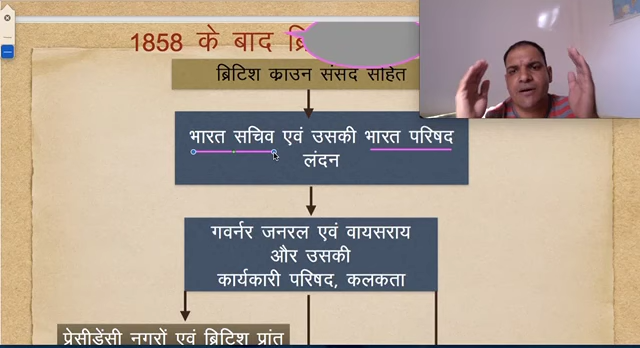 1858 के बाद
ब्रिटिश क्राउन संसद सहित
भारत सचिव एवं उसकी भारत परिषद
लंदन
गवर्नर जनरल एवं वायसराय
और उसकी
कार्यकारी परिषद, कलकता
प्रेसीडेंसी नगरों एवं ब्रिटिश प्रांत